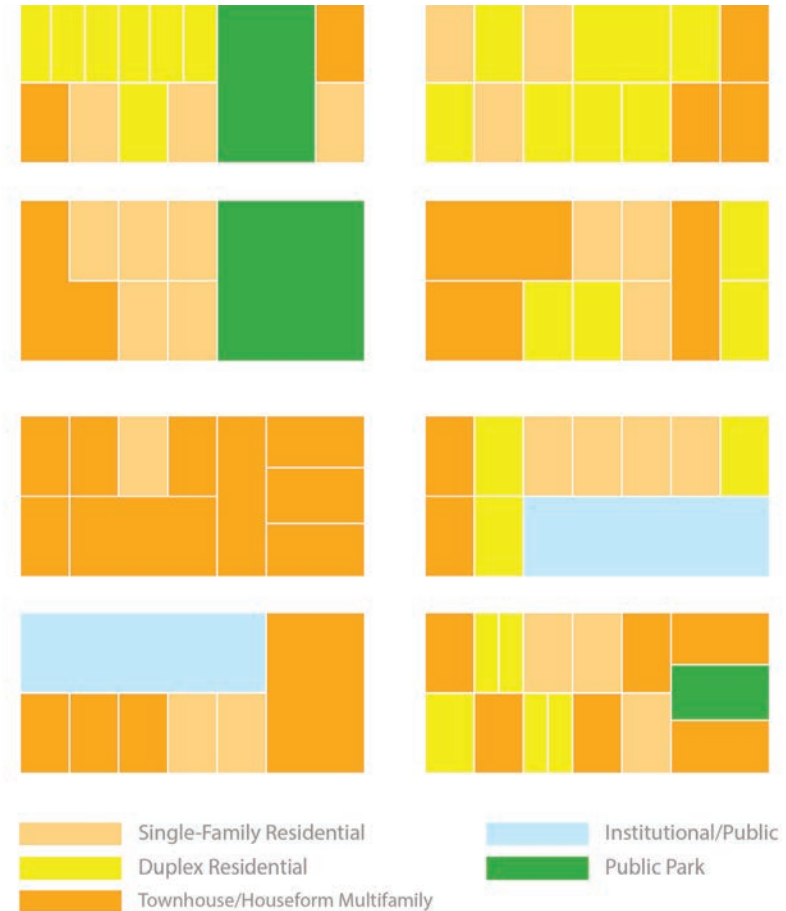 Single-Family Residential
Duplex Residential
Townhouse/Houseform Multifamily
Institutional/Public
Public Park